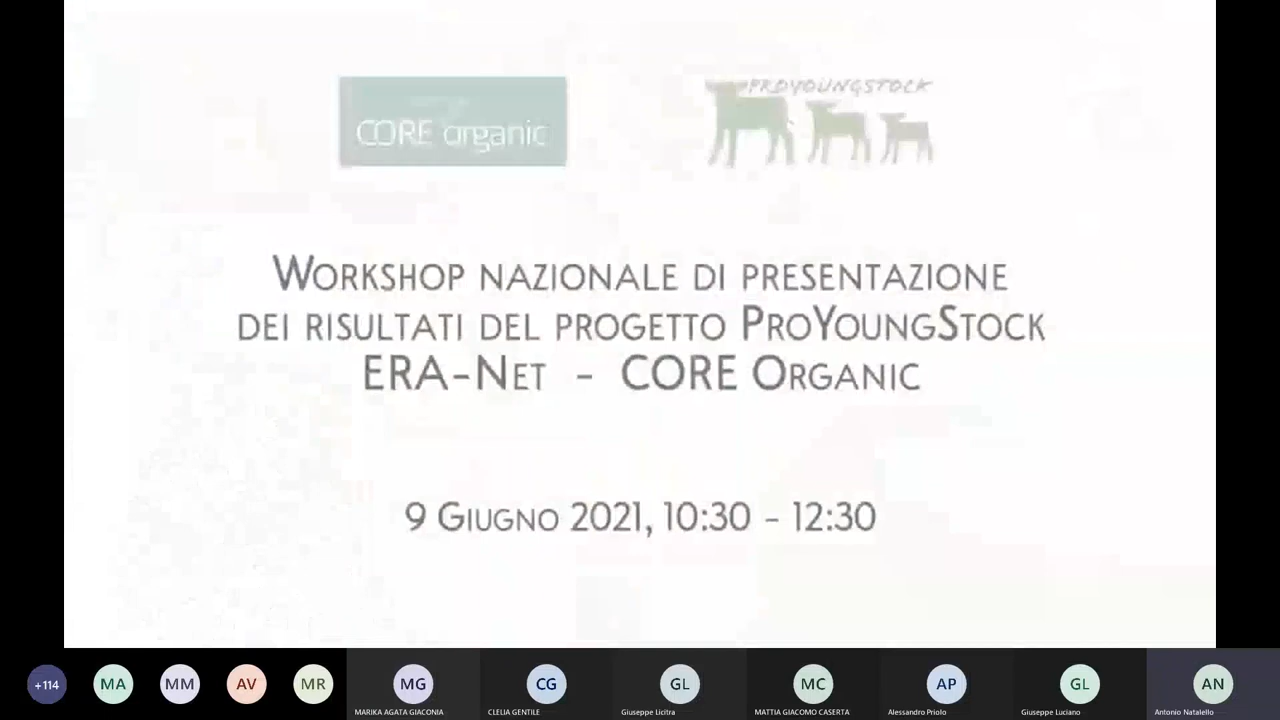 CORE organic
PROYOUNGSTOCK
WORKSHOP NAZIONALE DI PRESENTAZIONE
DEI RISULTATI DEL PROGETTO PROYOUNGSTOCK
ERA-NET - CORE ORGANIC
9 GIUGNO 2021, 10:30 - 12:30
+114
MA
MM
AV
MR
MG
CG
GL
MC
AP
GL
AN
MARIKA AGATA GIACONIA
CLELIA GENTILE
Giuseppe Licitra
MATTIA GIACOMO CASERTA
Alessandro Priolo
Giuseppe Luciano
Antonio Natalello